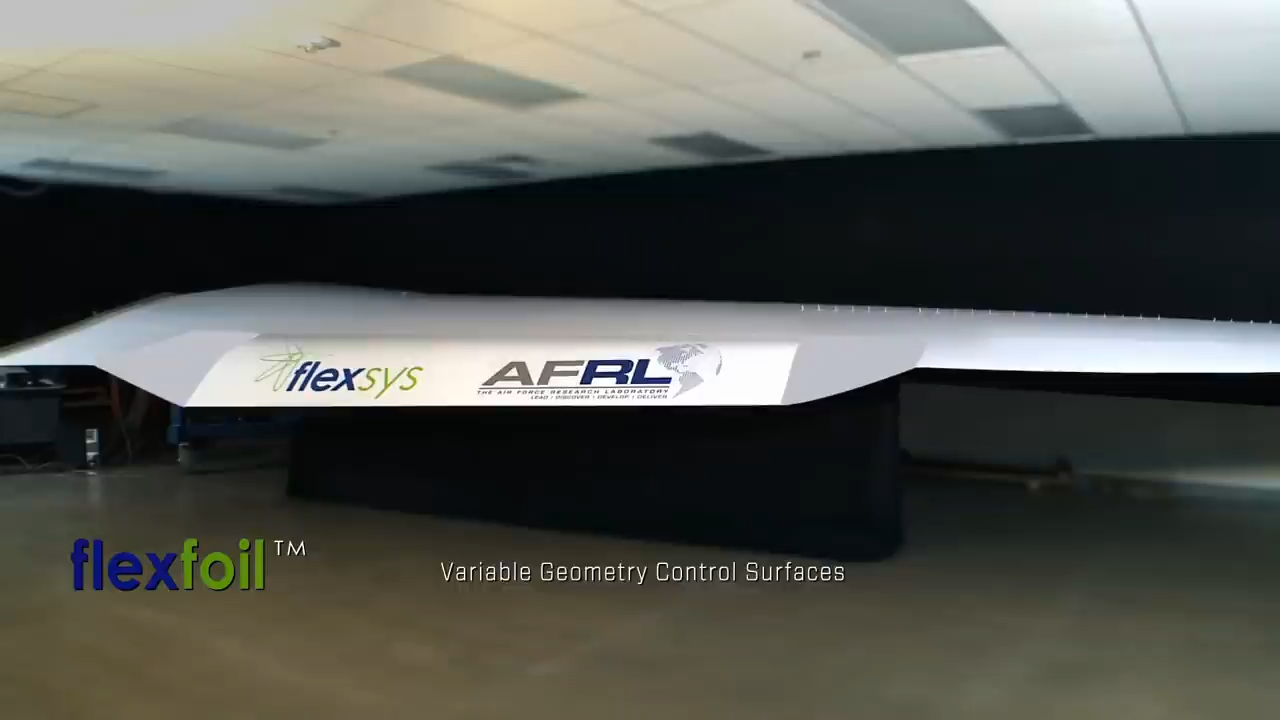 flexsys
AFRL
THE AIR FORCE RESEARCH LABORATORY
LEAD | DISCOVER | DEVELOP | DELIVER
flexfoil™
Variable Geometry Control Surfaces